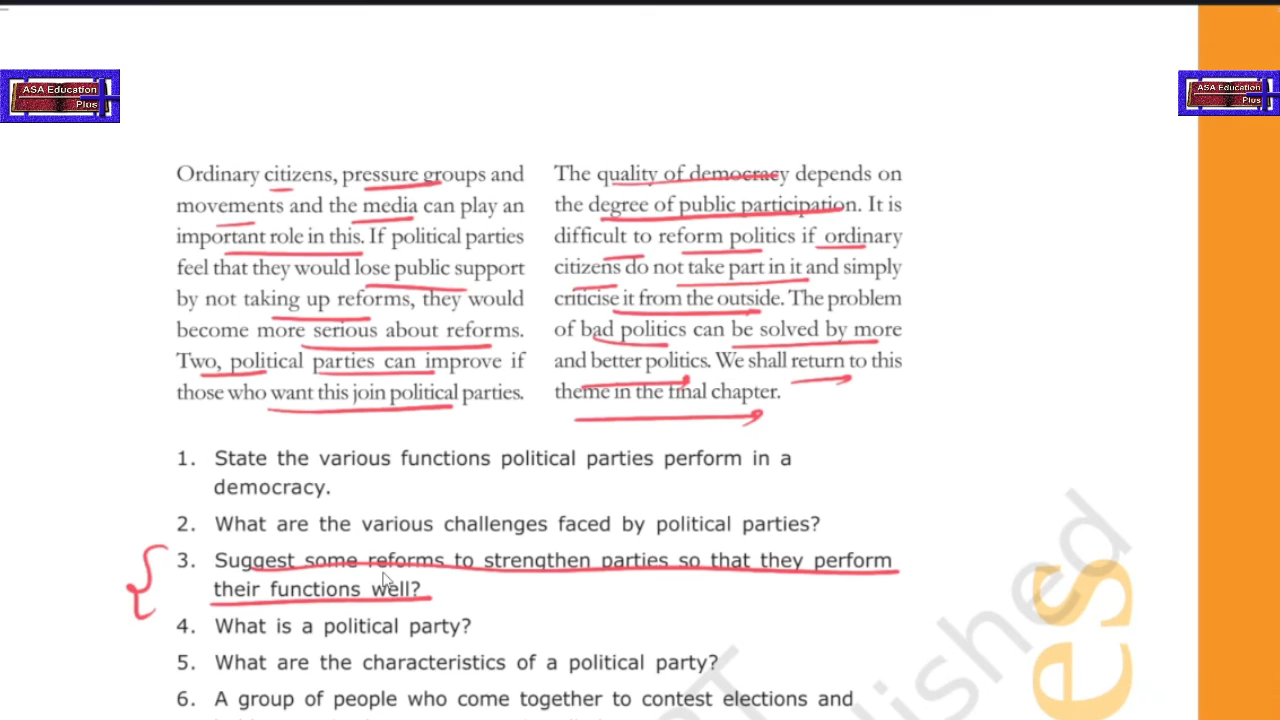 ASA Education
Plus
ASA Education
Plus
Ordinary citizens, pressure groups and
movements and the media can play an
important role in this. If political parties
feel that they would lose public support
by not taking up reforms, they would
become more serious about reforms.
Two, political parties can improve if
those who want this join political parties.
The quality of democracy depends on
the degree of public participation. It is
difficult to reform politics if ordinary
citizens do not take part in it and simply
criticise it from the outside. The problem
of bad politics can be solved by more
and better politics. We shall return to this
theme in the final chapter.
1. State the various functions political parties perform in a
democracy.
2. What are the various challenges faced by political parties?
3. Suggest some reforms to strengthen parties so that they perform
their functions well?
4. What is a political party?
5. What are the characteristics of a political party?
6. A group of people who come together to contest elections and
es
T
lished